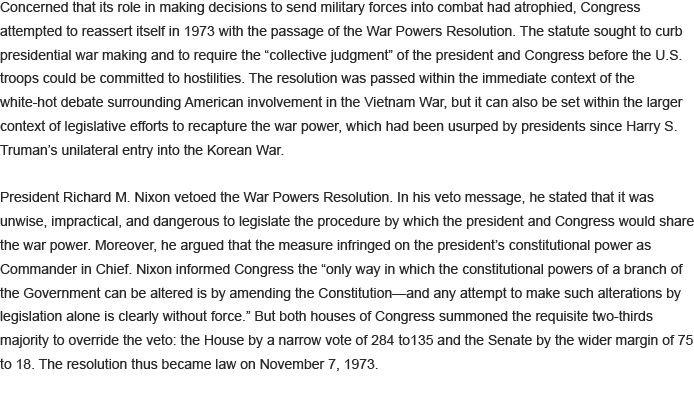 Concerned that its role in making decisions to send military forces into combat had atrophied, Congress
attempted to reassert itself in 1973 with the passage of the War Powers Resolution. The statute sought to curb
presidential war making and to require the “collective judgment” of the president and Congress before the U.S.
troops could be committed to hostilities. The resolution was passed within the immediate context of the
white-hot debate surrounding American involvement in the Vietnam War, but it can also be set within the larger
context of legislative efforts to recapture the war power, which had been usurped by presidents since Harry S.
Truman’s unilateral entry into the Korean War.

President Richard M. Nixon vetoed the War Powers Resolution. In his veto message, he stated that it was
unwise, impractical, and dangerous to legislate the procedure by which the president and Congress would share
the war power. Moreover, he argued that the measure infringed on the president’s constitutional power as
Commander in Chief. Nixon informed Congress the “only way in which the constitutional powers of a branch of
the Government can be altered is by amending the Constitution—and any attempt to make such alterations by
legislation alone is clearly without force.” But both houses of Congress summoned the requisite two-thirds
majority to override the veto: the House by a narrow vote of 284 to135 and the Senate by the wider margin of 75
to 18. The resolution thus became law on November 7, 1973.